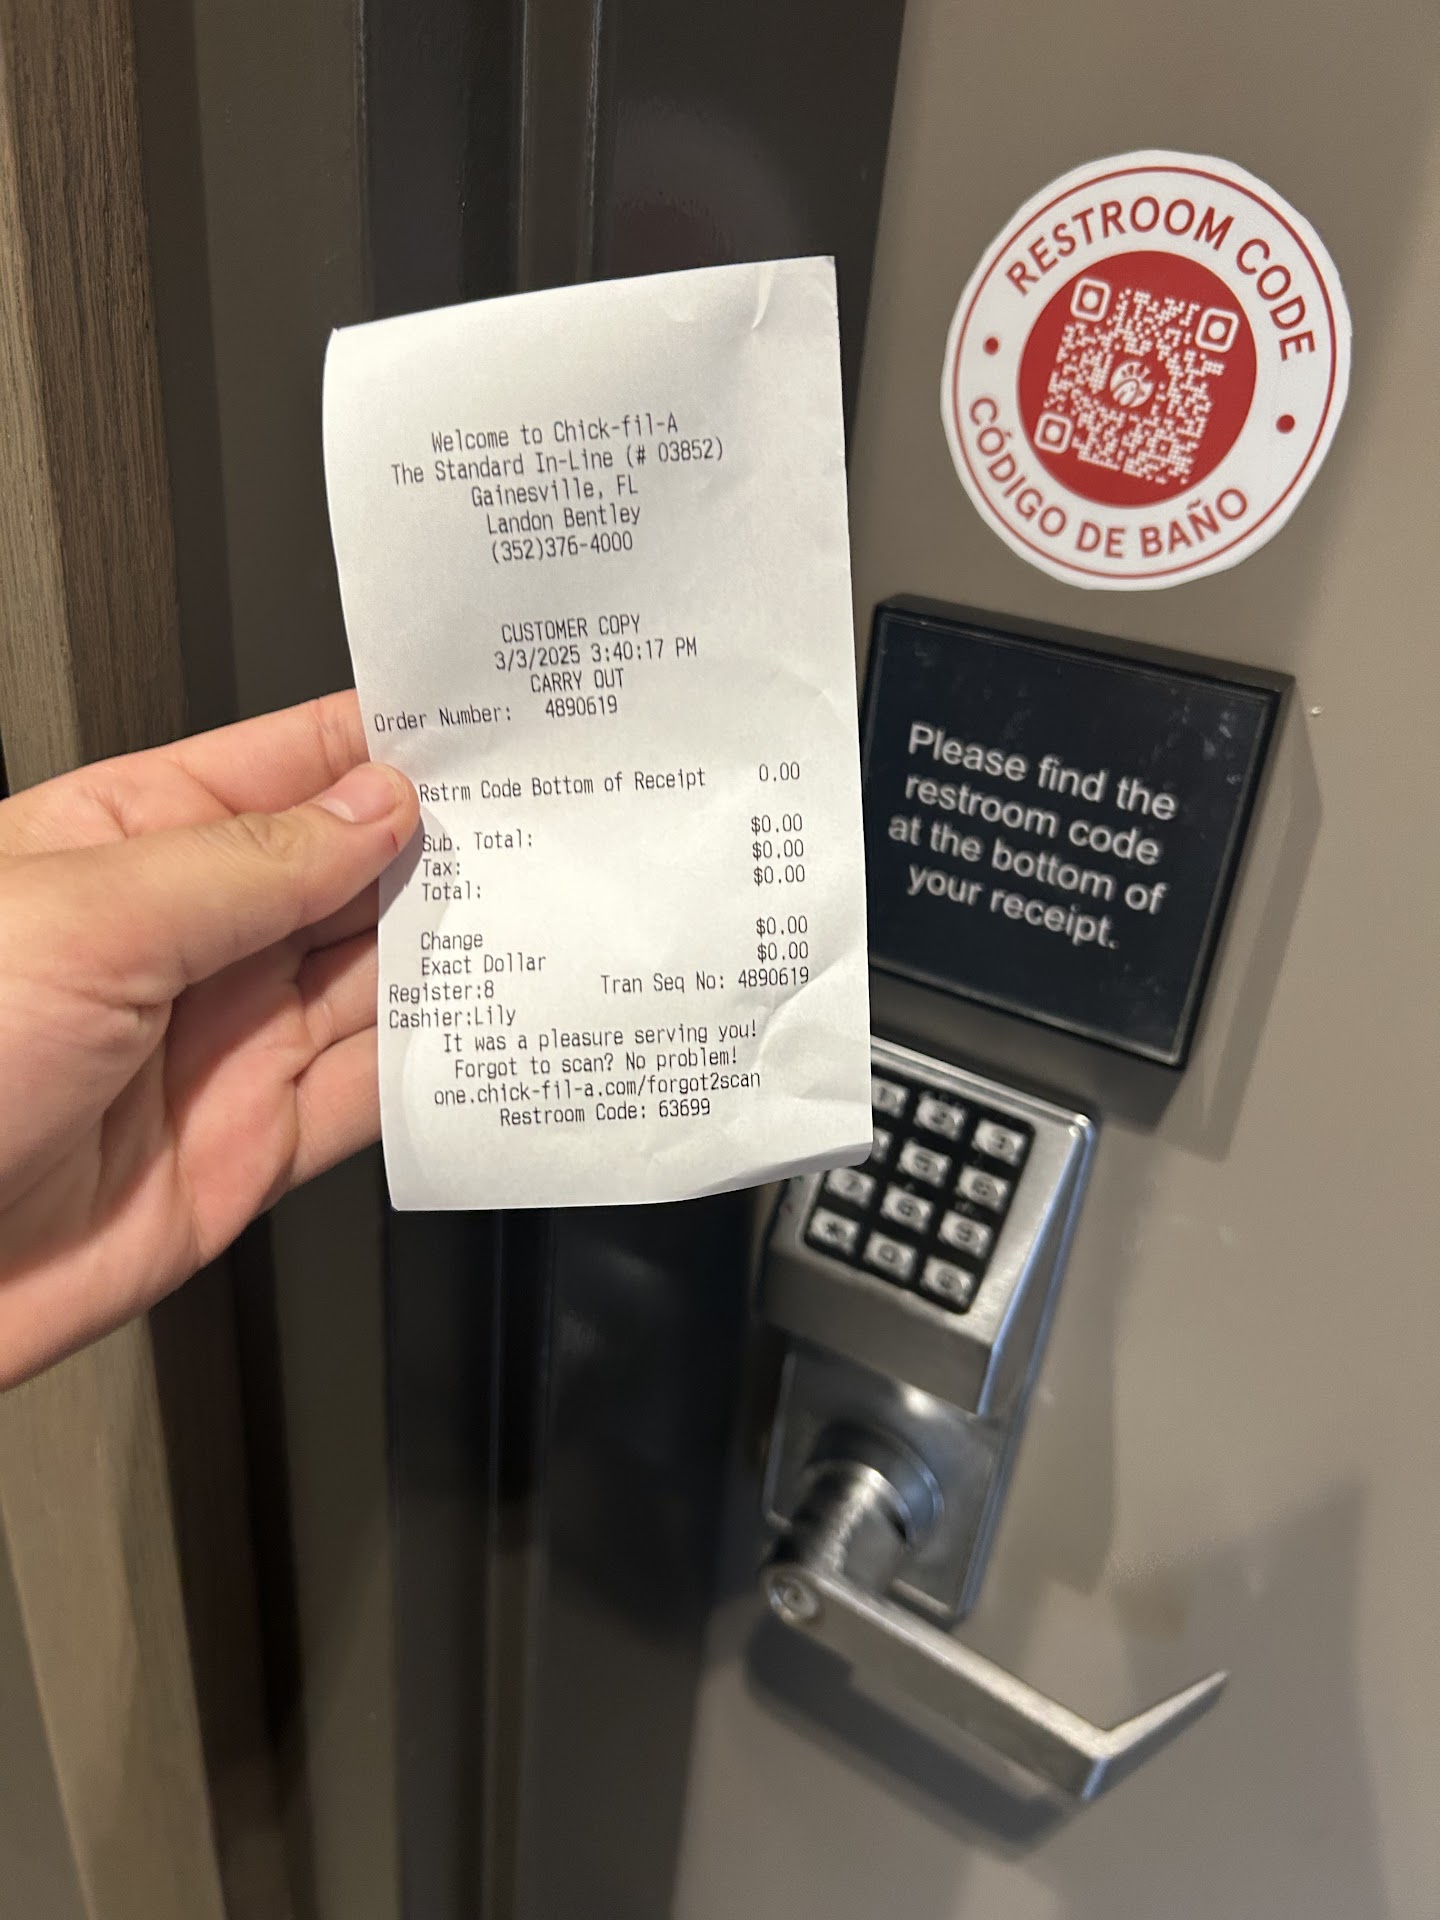 Welcome to Chick-fil-A
The Standard In-Line (# 03852)
Gainesville, FL
Landon Bentley
(352)376-4000
CUSTOMER COPY
3/3/2025 3:40:17 PM
CARRY OUT
Order Number: 4890619
Rstrm Code Bottom of Receipt 0.00
Sub. Total: $0.00
Tax: $0.00
Total: $0.00
Change $0.00
Exact Dollar $0.00
Register:8 Tran Seq No: 4890619
Cashier:Lily
It was a pleasure serving you!
Forgot to scan? No problem!
one.chick-fil-a.com/forgot2scan
Restroom Code: 63699
RESTROOM CODE
CÓDIGO DE BAÑO
Please find the
restroom code
at the bottom of
your receipt.